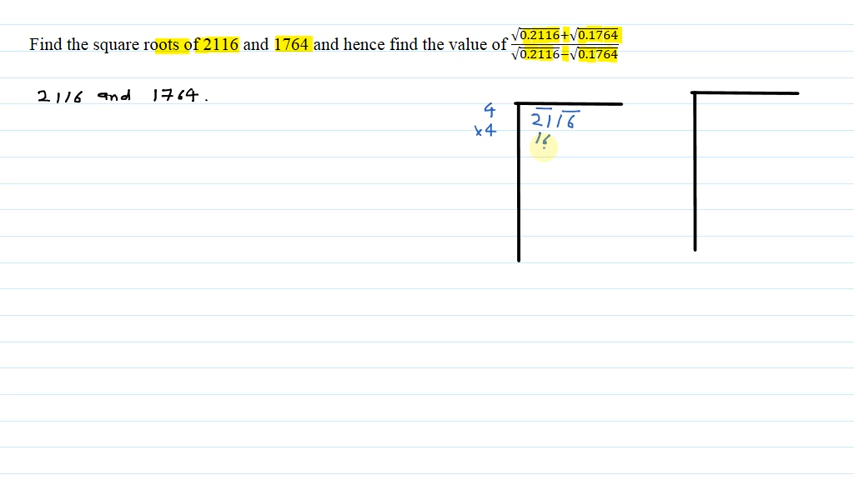 Find the square roots of 2116 and 1764 and hence find the value of (√0.2116+√0.1764)/(√0.2116−√0.1764)
2116 and 1764.
4 2116
×4 16